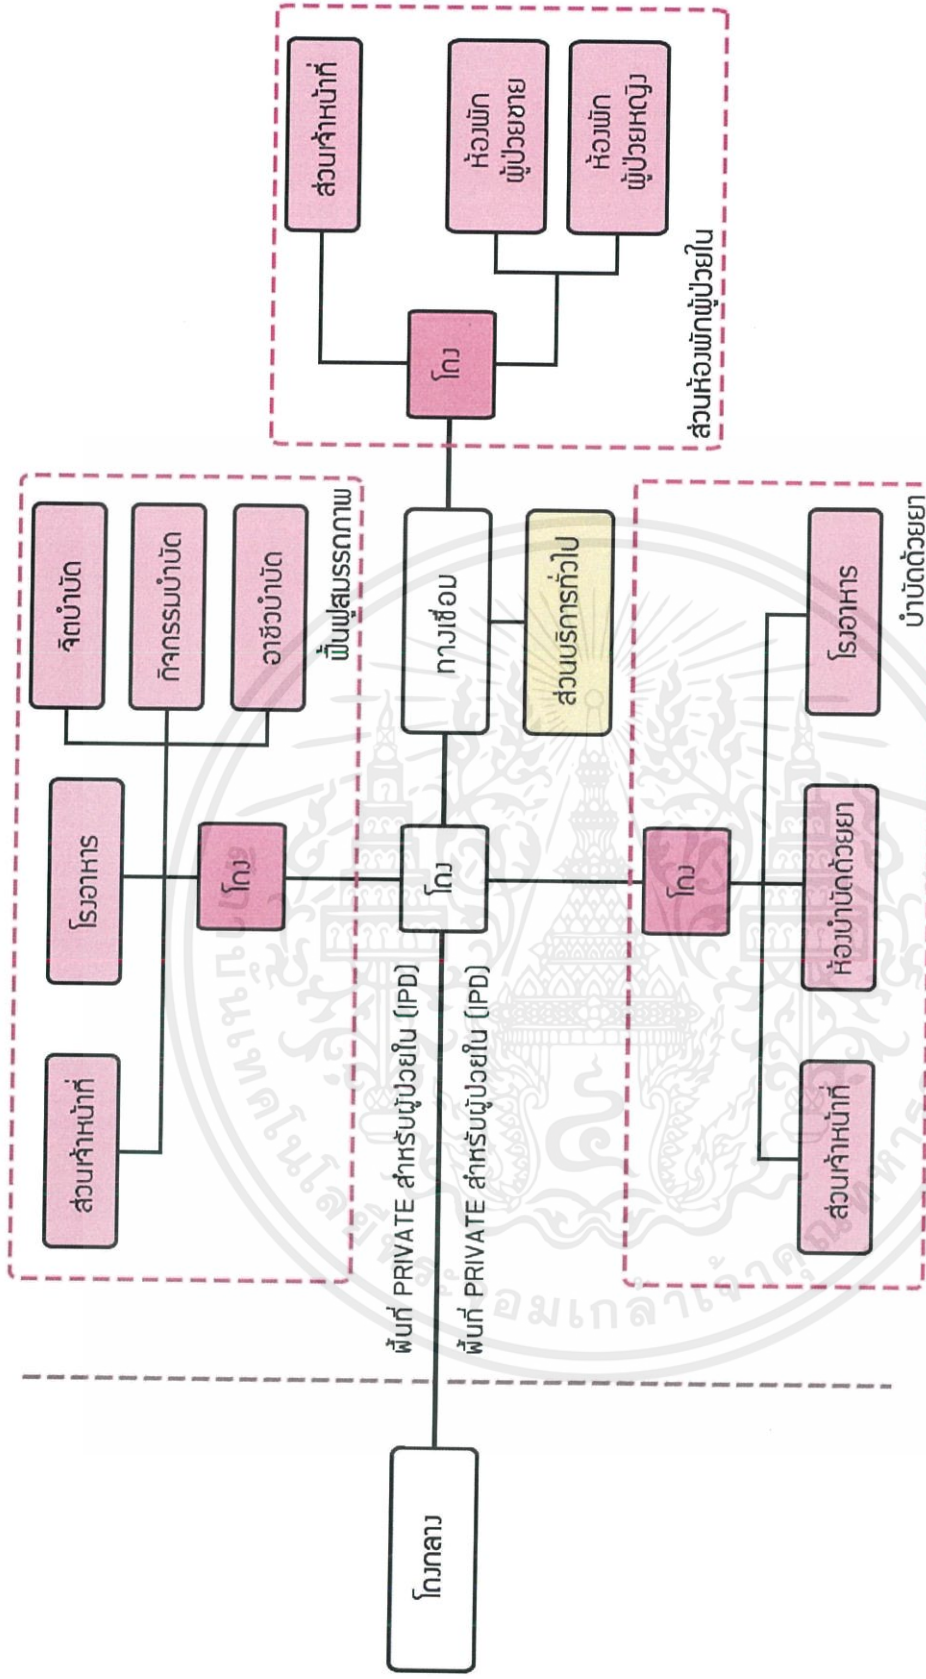 ส่วนเจ้าหน้าที่
โรงอาหาร
จิตบำบัด
กิจกรรมบำบัด
อาชีวบำบัด
โถง
ฟื้นฟูสมรรถภาพ
ส่วนเจ้าหน้าที่
โถงกลาง
พื้นที่ PRIVATE สำหรับผู้ป่วยใน (IPD)
พื้นที่ PRIVATE สำหรับผู้ป่วยใน (IPD)
โถง
ทางเชื่อม
โถง
ห้องพัก
ผู้ป่วยชาย
ส่วนบริการทั่วไป
ห้องพัก
ผู้ป่วยหญิง
ส่วนห้องพักผู้ป่วยใน
โถง
ส่วนเจ้าหน้าที่
ห้องบำบัดด้วยยา
โรงอาหาร
บำบัดด้วยยา